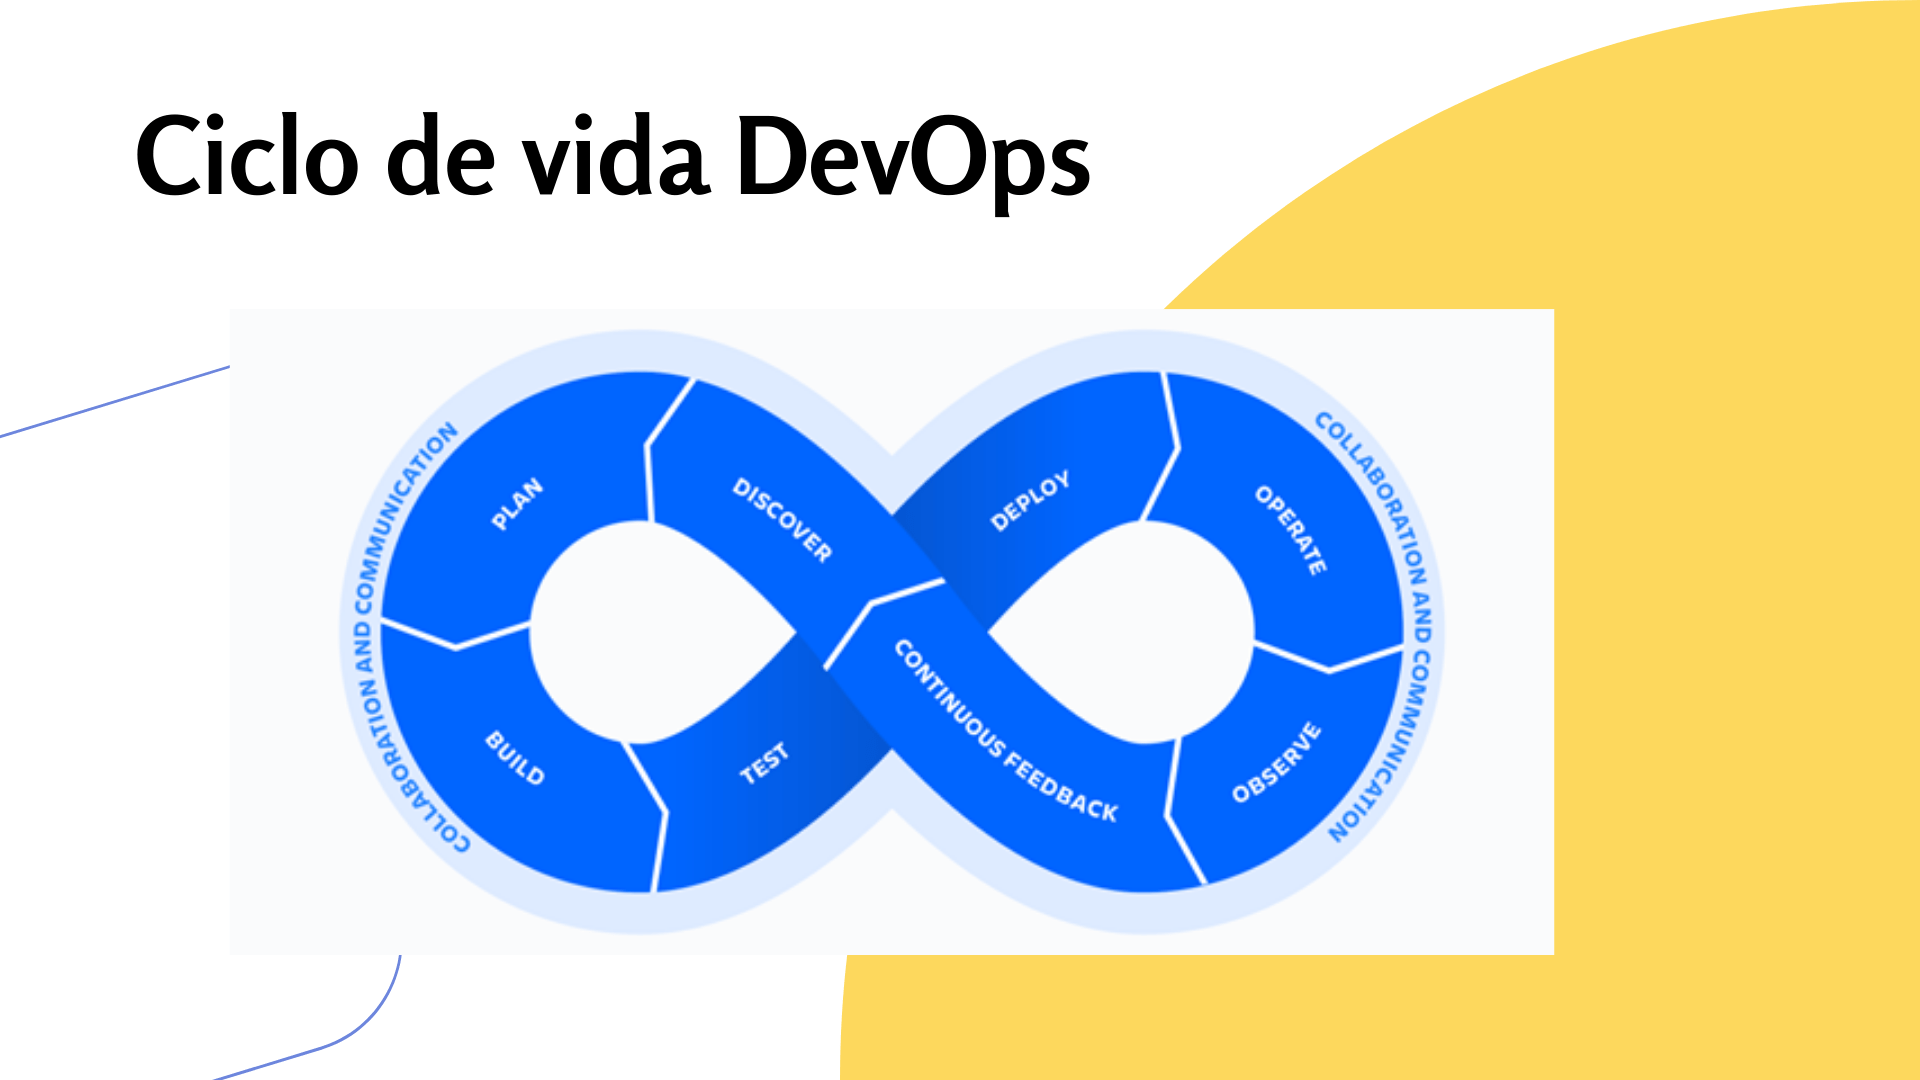 Ciclo de vida DevOps
COLLABORATION AND COMMUNICATION
PLAN
DISCOVER
DEPLOY
OPERATE
COLLABORATION AND COMMUNICATION
BUILD
TEST
CONTINUOUS FEEDBACK
OBSERVE